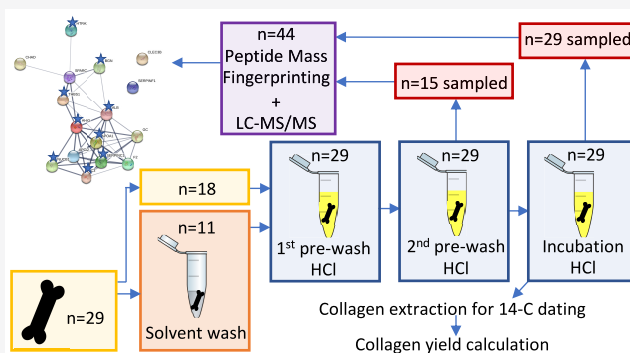 n=44
Peptide Mass
Fingerprinting
+
LC-MS/MS
n=29 sampled
n=15 sampled
n=18
n=11
Solvent wash
n=29
n=29
1st pre-wash
HCl
n=29
2nd pre-wash
HCl
n=29
Incubation
HCl
Collagen extraction for 14-C dating
Collagen yield calculation